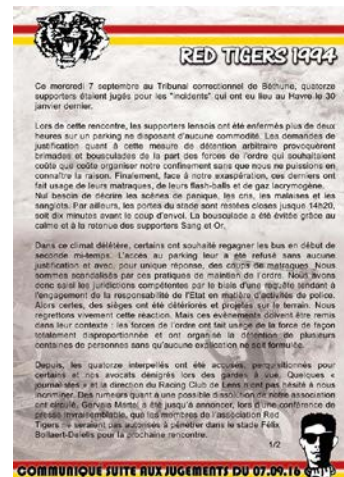 RED TIGERS 1994
Ce mercredi 7 septembre au Tribunal correctionnel de Béthune, quatorze
supporters étaient jugés pour les "incidents" qui ont eu lieu au Havre le 30
janvier dernier.
Lors de cette rencontre, les supporters lensois ont été enfermés plus de deux
heures sur un parking ne disposant d'aucune commodité. Les demandes de
justification quant à cette mesure de détention arbitraire provoquèrent
brimades et bousculades de la part des forces de l'ordre qui souhaitaient
coûte que coûte organiser notre confinement sans que nous ne puissions en
connaître la raison. Finalement, face à notre exaspération, ces derniers ont
fait usage de leurs matraques, de leurs flash-balls et de gaz lacrymogène.
Nul besoin de décrire les scènes de panique, les cris, les malaises et les
sanglots. Par ailleurs, les portes du stade sont restées closes jusque 14h20,
soit dix minutes avant le coup d'envoi. La bousculade a été évitée grâce au
calme et à la retenue des supporters Sang et Or.
Dans ce climat délétère, certains ont souhaité regagner les bus en début de
seconde mi-temps. L'accès au parking leur a été refusé sans aucune
justification et avec, pour unique réponse, des coups de matraques. Nous
sommes scandalisés par ces pratiques de maintien de l'ordre. Nous avons
donc saisi les juridictions compétentes par le biais d'une requête tendant à
l'engagement de la responsabilité de l'Etat en matière d'activités de police.
Alors certes, des sièges ont été détériorés et projetés sur le terrain. Nous
regrettons vivement cette réaction. Mais ces événements doivent être remis
dans leur contexte : les forces de l'ordre ont fait usage de la force de façon
totalement disproportionnée et ont organisé la détention de plusieurs
centaines de personnes sans qu'aucune explication ne soit formulée.
Depuis, les quatorze interpellés ont été accusés, perquisitionnés pour
certains et nos avocats dénigrés lors des gardes à vue. Quelques «
journalistes » et la direction du Racing Club de Lens n'ont pas hésité à nous
incriminer. Des rumeurs quant à une possible dissolution de notre association
ont circulé. Gervais Martel a été jusqu'à annoncer, lors d'une conférence de
presse invraisemblable, que les membres de l'association Red
Tigers ne seraient pas autorisés à pénétrer dans le stade Félix
Bollaert-Delelis pour la prochaine rencontre.
1/2
COMMUNIQUE SUITE AUX JUGEMENTS DU 07.09.16